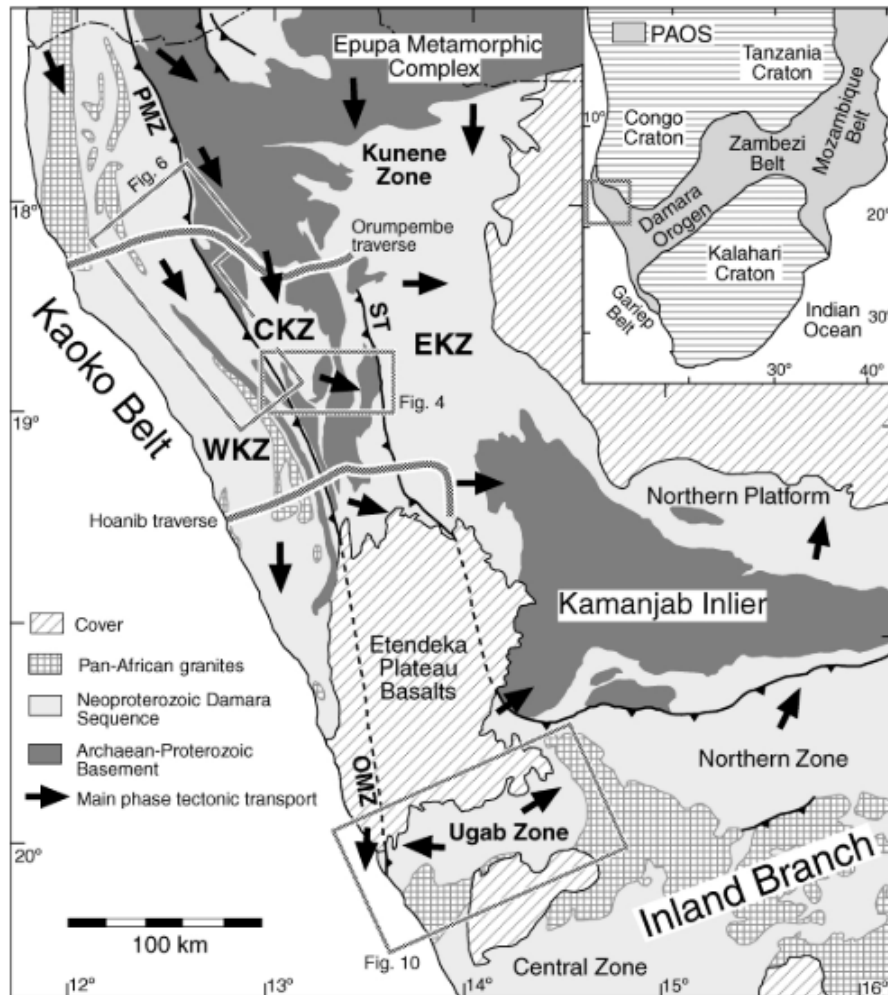 Epupa Metamorphic
Complex
PAOS
Tanzania
Craton
Congo
Craton
Mozambique
Belt
Zambezi
Belt
10°
20°
30°
Damara
Orogen
Kalahari
Craton
Gariep
Belt
Indian
Ocean
30°
40°
PMZ
Fig. 6
Kunene
Zone
18°
Orumpembe
traverse
Kaoko Belt
CKZ
ST
EKZ
Fig. 4
19°
WKZ
Hoanib traverse
Northern Platform
Kamanjab Inlier
Etendeka
Plateau
Basalts
Cover
Pan-African granites
Neoproterozoic Damara
Sequence
Archaean-Proterozoic
Basement
Main phase tectonic transport
OMZ
Northern Zone
Ugab Zone
20°
Inland Branch
100 km
Fig. 10
Central Zone
12°
13°
14°
15°
16°